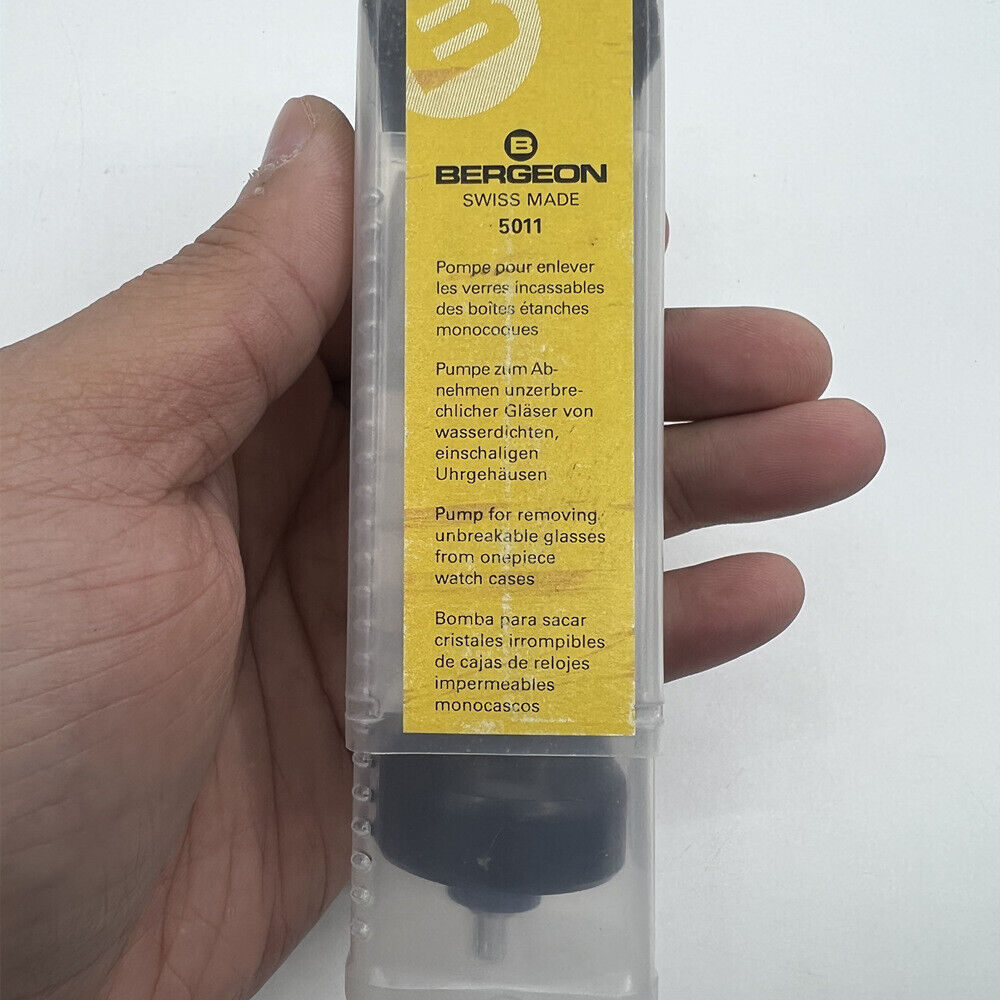 B
BERGEON
SWISS MADE
5011
Pompe pour enlever
les verres incassables
des boîtes étanches
monocoques
Pumpe zum Ab-
nehmen unzerbre-
chlicher Gläser von
wasserdichten,
einschaligen
Uhrgehäusen
Pump for removing
unbreakable glasses
from onepiece
watch cases
Bomba para sacar
cristales irrompibles
de cajas de relojes
impermeables
monocascos